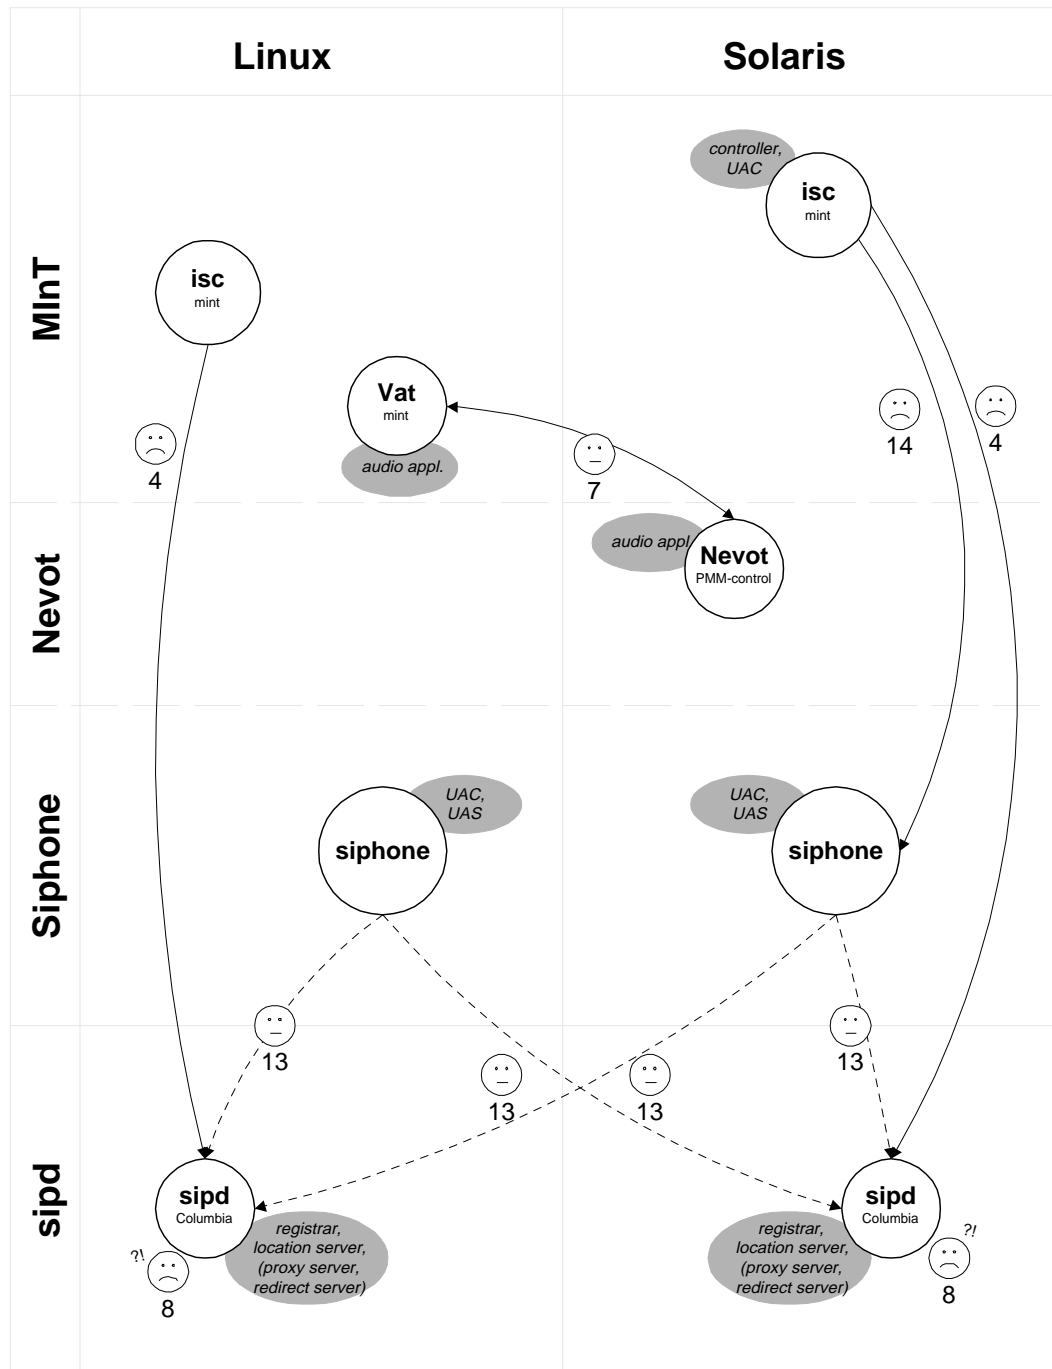 Linux
Solaris
MInT
controller,
UAC
isc
mint
isc
mint
Vat
mint
audio appl.
4
7
14
4
Nevot
audio appl.
Nevot
PMM-control
Siphone
UAC,
UAS
siphone
UAC,
UAS
siphone
13
13
13
13
sipd
sipd
Columbia
registrar,
location server,
(proxy server,
redirect server)
?!
8
sipd
Columbia
registrar,
location server,
(proxy server,
redirect server)
?!
8